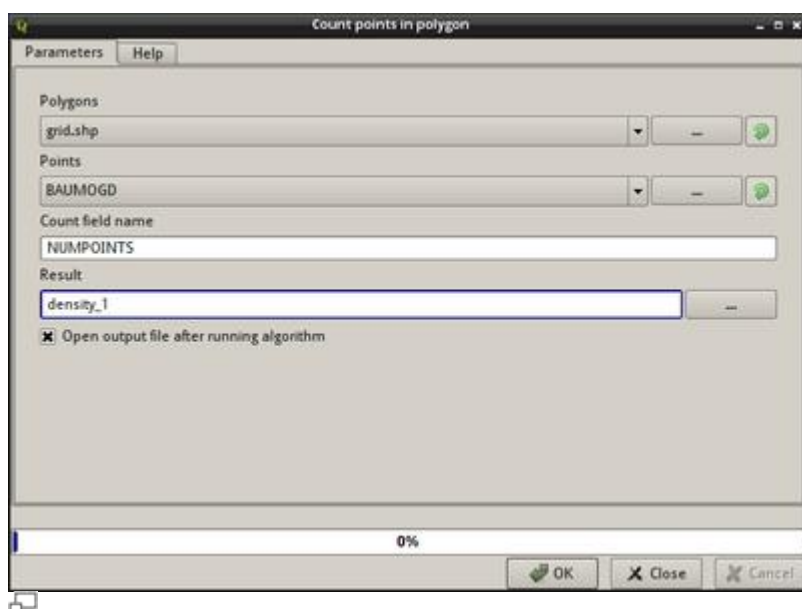 Count points in polygon
Parameters Help
Polygons
grid.shp
...
Points
BAUMOGD
...
Count field name
NUMPOINTS
Result
density_1
...
Open output file after running algorithm
0%
OK Close Cancel